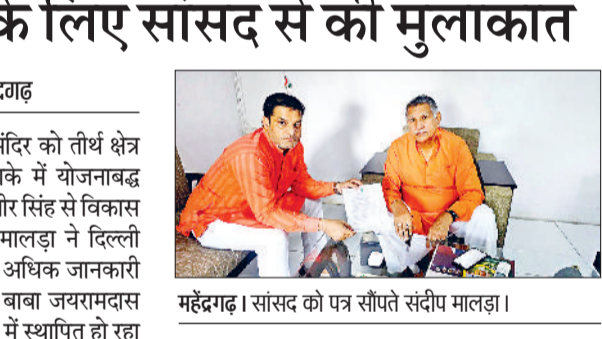 के लिए सांसद से की मुलाकात
मंदिर को तीर्थ क्षेत्र
में योजनाबद्ध
सिंह से विकास
मालड़ा ने दिल्ली
अधिक जानकारी
बाबा जयरामदास
में स्थापित हो रहा
महेंद्रगढ़। सांसद को पत्र सौंपते संदीप मालड़ा।